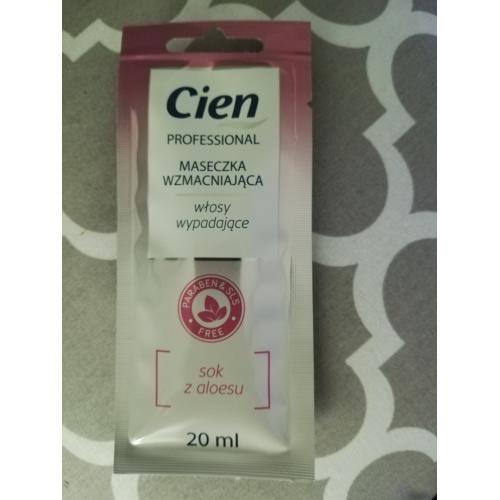 Cien
PROFESSIONAL
MASECZKA
WZMACNIAJĄCA
włosy
wypadające
PARABEN & SLS
FREE
sok
z aloesu
20 ml